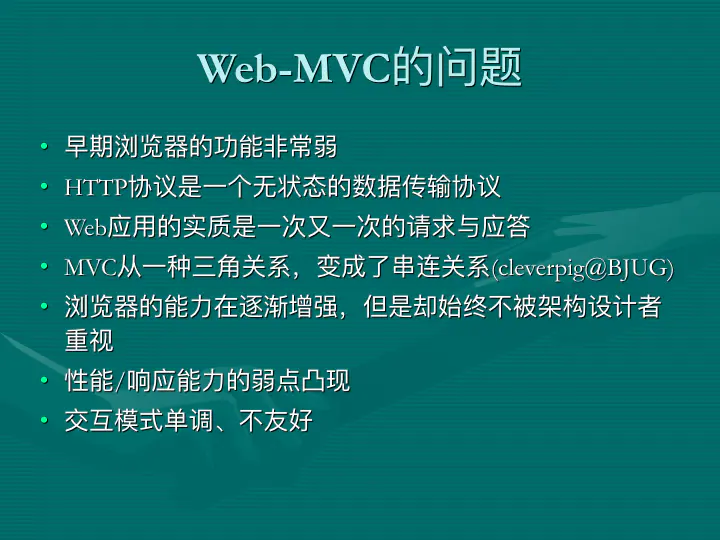 Web-MVC的问题
• 早期浏览器的功能非常弱
• HTTP协议是一个无状态的数据传输协议
• Web应用的实质是一次又一次的请求与应答
• MVC从一种三角关系，变成了串连关系(cleverpig@BJUG)
• 浏览器的能力在逐渐增强，但是却始终不被架构设计者
重视
• 性能/响应能力的弱点凸现
• 交互模式单调、不友好